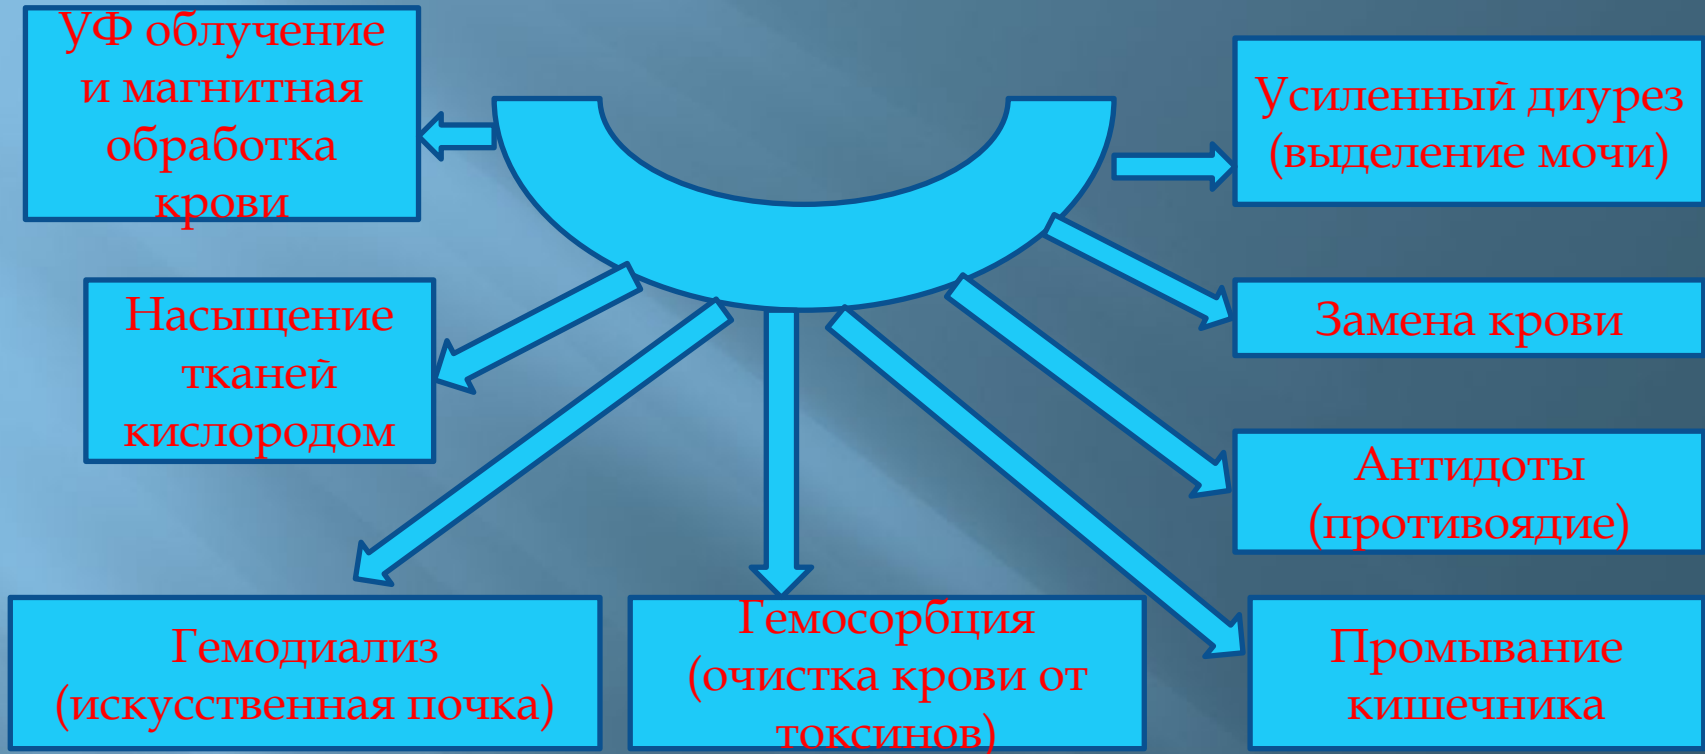 УФ облучение
и магнитная
обработка
крови
Усиленный диурез
(выделение мочи)
Насыщение
тканей
кислородом
Замена крови
Антидоты
(противоядие)
Гемодиализ
(искусственная почка)
Гемосорбция
(очистка крови от
токсинов)
Промывание
кишечника